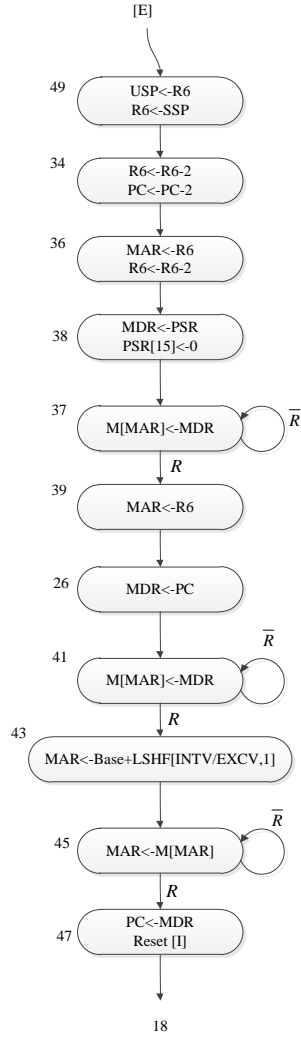 [E]
49
USP<-R6
R6<-SSP
34
R6<-R6-2
PC<-PC-2
36
MAR<-R6
R6<-R6-2
38
MDR<-PSR
PSR[15]<-0
37
M[MAR]<-MDR
R̅
R
39
MAR<-R6
26
MDR<-PC
41
M[MAR]<-MDR
R̅
R
43
MAR<-Base+LSHF[INTV/EXCV,1]
45
MAR<-M[MAR]
R̅
R
47
PC<-MDR
Reset [I]
18